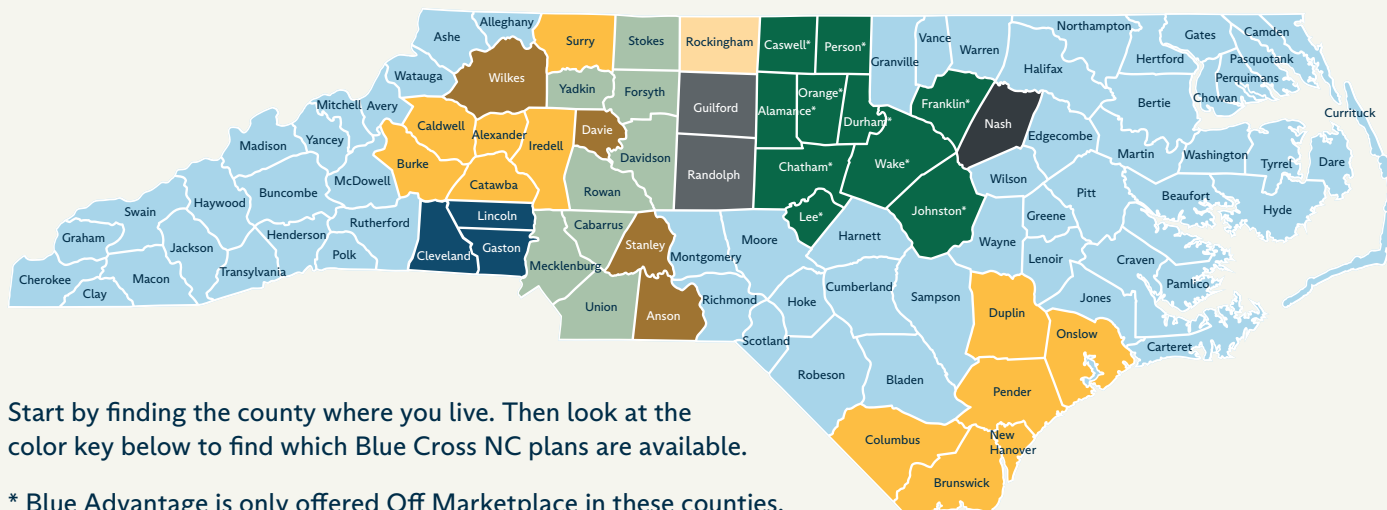 Alleghany
Ashe
Surry
Stokes
Rockingham
Caswell*
Person*
Vance
Granville
Warren
Northampton
Gates
Camden
Hertford
Pasquotank
Perquimans
Chowan
Currituck
Halifax
Bertie
Watauga
Wilkes
Yadkin
Forsyth
Guilford
Alamance*
Orange*
Durham*
Franklin*
Nash
Edgecombe
Mitchell
Avery
Caldwell
Alexander
Iredell
Davie
Davidson
Randolph
Chatham*
Wake*
Wilson
Martin
Washington
Tyrrel
Dare
Madison
Yancey
Burke
Catawba
Rowan
Lee*
Johnston*
Greene
Pitt
Beaufort
Hyde
Buncombe
McDowell
Swain
Haywood
Rutherford
Lincoln
Cleveland
Gaston
Cabarrus
Mecklenburg
Stanley
Montgomery
Moore
Harnett
Wayne
Lenoir
Craven
Pamlico
Jones
Graham
Jackson
Henderson
Polk
Transylvania
Cherokee
Macon
Clay
Union
Anson
Richmond
Hoke
Cumberland
Sampson
Duplin
Onslow
Carteret
Scotland
Robeson
Bladen
Pender
Columbus
New
Hanover
Brunswick
Start by finding the county where you live. Then look at the
color key below to find which Blue Cross NC plans are available.
* Blue Advantage is only offered Off Marketplace in these counties.